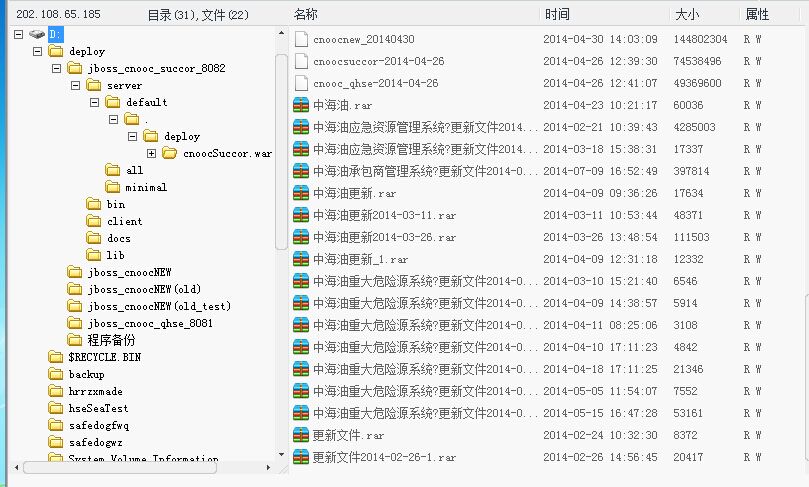 202.108.65.185 目录(31),文件(22)
D:
deploy
jboss_cnooc_succor_8082
server
default
.
deploy
cnoocSuccor.war
all
minimal
bin
client
docs
lib
jboss_cnoocNEW
jboss_cnoocNEW(old)
jboss_cnoocNEW(old_test)
jboss_cnooc_qhse_8081
程序备份
$RECYCLE.BIN
backup
hrrzxmade
hseSeaTest
safedogfwq
safedogwz
System Volume Information
名称 时间 大小 属性
cnoocnew_20140430 2014-04-30 14:03:09 144802304 R W
cnoocsuccor-2014-04-26 2014-04-26 12:39:30 74538496 R W
cnooc_qhse-2014-04-26 2014-04-26 12:41:07 49369600 R W
中海油.rar 2014-04-23 10:21:17 60036 R W
中海油应急资源管理系统?更新文件2014... 2014-02-21 10:39:43 4285003 R W
中海油应急资源管理系统?更新文件2014... 2014-03-18 15:38:31 17337 R W
中海油承包商管理系统?更新文件2014-0... 2014-07-09 16:52:49 397814 R W
中海油更新.rar 2014-04-09 09:36:26 17634 R W
中海油更新2014-03-11.rar 2014-03-11 10:53:44 48371 R W
中海油更新2014-03-26.rar 2014-03-26 13:48:54 111503 R W
中海油更新_1.rar 2014-04-09 12:31:18 12332 R W
中海油重大危险源系统?更新文件2014-0... 2014-03-10 15:21:40 6546 R W
中海油重大危险源系统?更新文件2014-0... 2014-04-09 14:38:57 5914 R W
中海油重大危险源系统?更新文件2014-0... 2014-04-11 08:25:06 3108 R W
中海油重大危险源系统?更新文件2014-0... 2014-04-10 17:11:23 4842 R W
中海油重大危险源系统?更新文件2014-0... 2014-04-18 17:11:25 21346 R W
中海油重大危险源系统?更新文件2014-0... 2014-05-05 11:54:07 7552 R W
中海油重大危险源系统?更新文件2014-0... 2014-05-15 16:47:28 53161 R W
更新文件.rar 2014-02-24 10:32:30 8372 R W
更新文件2014-02-26-1.rar 2014-02-26 14:56:45 20417 R W